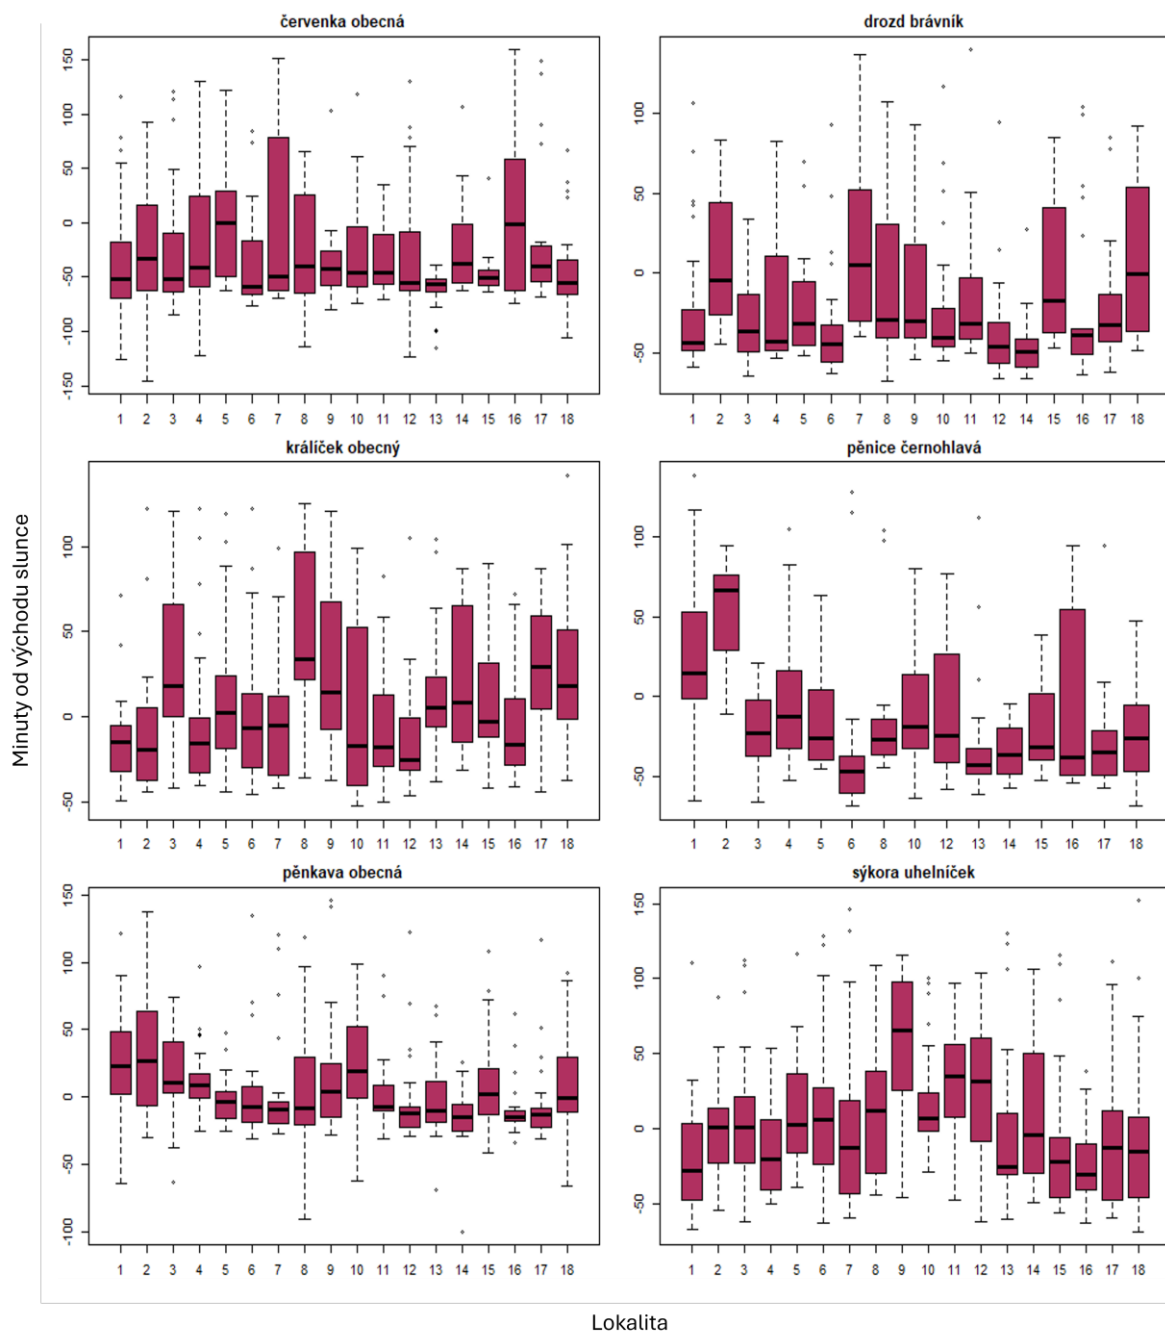 Minuty od východu slunce
červenka obecná
150
100
50
0
-50
-100
-150
1 2 3 4 5 6 7 8 9 10 11 12 13 14 15 16 17 18
drozd brávník
100
50
0
-50
1 2 3 4 5 6 7 8 9 10 11 12 14 15 16 17 18
králíček obecný
100
50
0
-50
1 2 3 4 5 6 7 8 9 10 11 12 13 14 15 16 17 18
pěnice černohlavá
100
50
0
-50
1 2 3 4 5 6 8 10 12 13 14 15 16 17 18
pěnkava obecná
150
100
50
0
-50
-100
1 2 3 4 5 6 7 8 9 10 11 12 13 14 15 16 17 18
sýkora uhelníček
150
100
50
0
-50
1 2 3 4 5 6 7 8 9 10 11 12 13 14 15 16 17 18
Lokalita